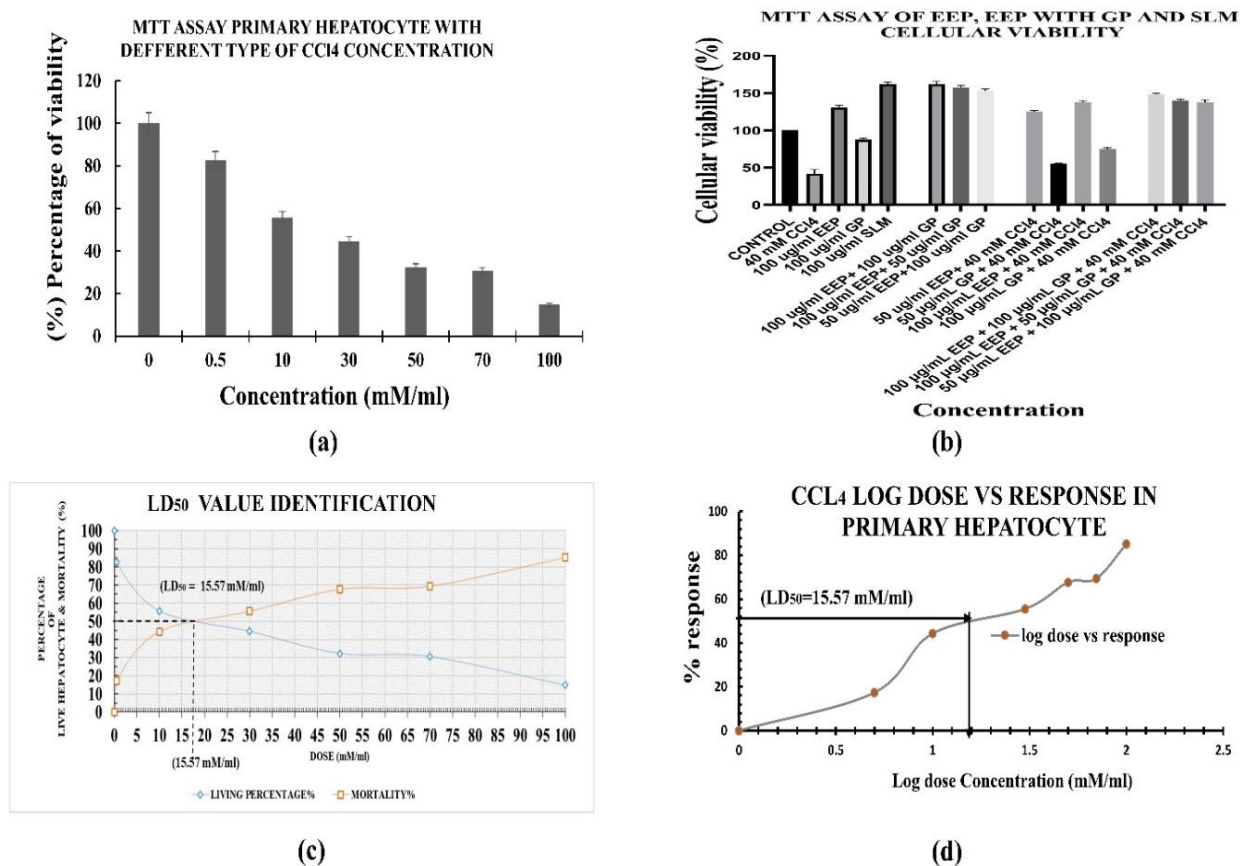 MTT ASSAY PRIMARY HEPATOCYTE WITH
DEFFERENT TYPE OF CCl4 CONCENTRATION
(%) Percentage of viability
120
100
80
60
40
20
0
0 0.5 10 30 50 70 100
Concentration (mM/ml)
(a)
MTT ASSAY OF EEP, EEP WITH GP AND SLM
CELLULAR VIABILITY
Cellular viability (%)
150
100
50
0
CONTROL
40 mM CCl4
100 ug/ml EEP
100 ug/ml GP
100 ug/ml SLM
100 ug/ml EEP+ 100 ug/ml GP
100 ug/ml EEP+ 50 ug/ml GP
50 ug/ml EEP+ 100 ug/ml GP
50 ug/mL EEP+ 40 mM CCl4
50 µg/mL GP + 40 mM CCl4
100 µg/mL EEP + 40 mM CCl4
100 µg/mL GP + 40 mM CCl4
100 µg/mL EEP + 100 µg/mL GP + 40 mM CCl4
100 µg/mL EEP + 50 µg/mL GP + 40 mM CCl4
50 µg/mL EEP + 100 µg/mL GP + 40 mM CCl4
Concentration
(b)
LD50 VALUE IDENTIFICATION
PERCENTAGE
OF
LIVE HEPATOCYTE & MORTALITY (%)
100
90
80
70
60
50
40
30
20
10
0
(LD50 = 15.57 mM/ml)
0 5 10 15 20 25 30 35 40 45 50 55 60 65 70 75 80 85 90 95 100
(15.57 mM/ml)
DOSE (mM/ml)
LIVING PERCENTAGE% MORTALITY%
(c)
CCL4 LOG DOSE VS RESPONSE IN
PRIMARY HEPATOCYTE
% response
100
80
60
40
20
0
(LD50=15.57 mM/ml)
log dose vs response
0 0.5 1 1.5 2 2.5
Log dose Concentration (mM/ml)
(d)